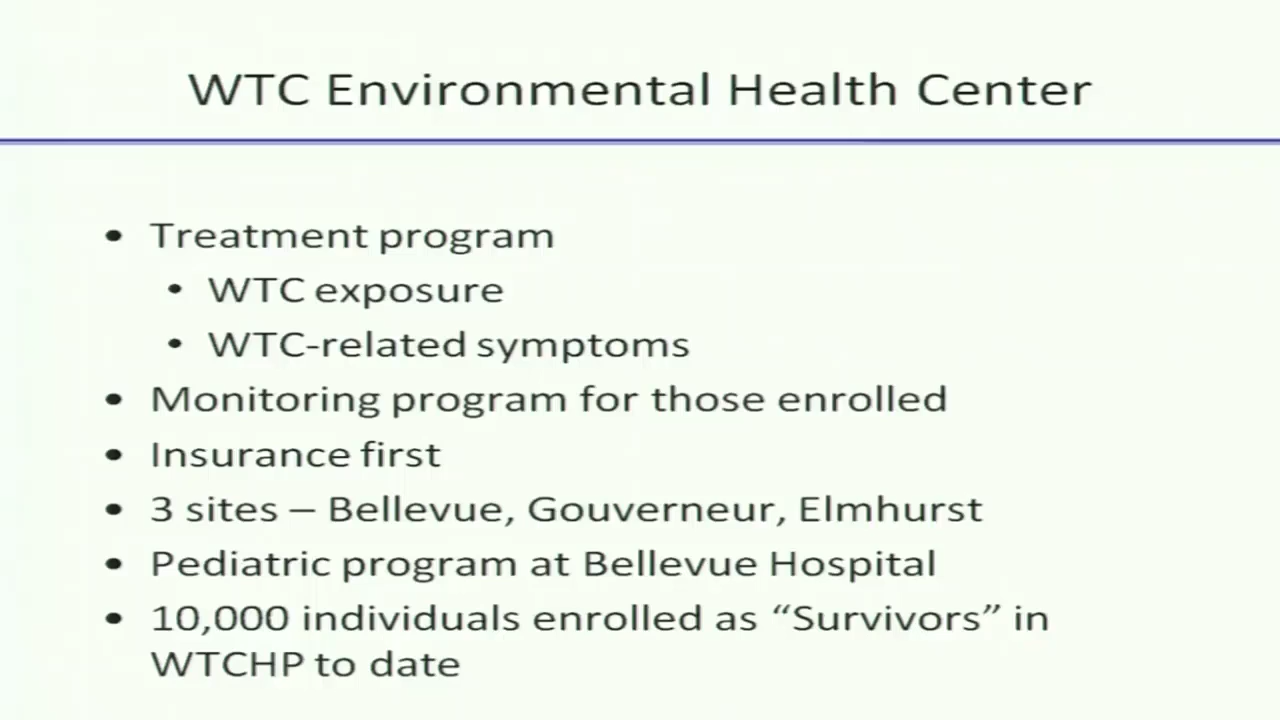 WTC Environmental Health Center
• Treatment program
• WTC exposure
• WTC-related symptoms
• Monitoring program for those enrolled
• Insurance first
• 3 sites – Bellevue, Gouverneur, Elmhurst
• Pediatric program at Bellevue Hospital
• 10,000 individuals enrolled as “Survivors” in
WTCHP to date